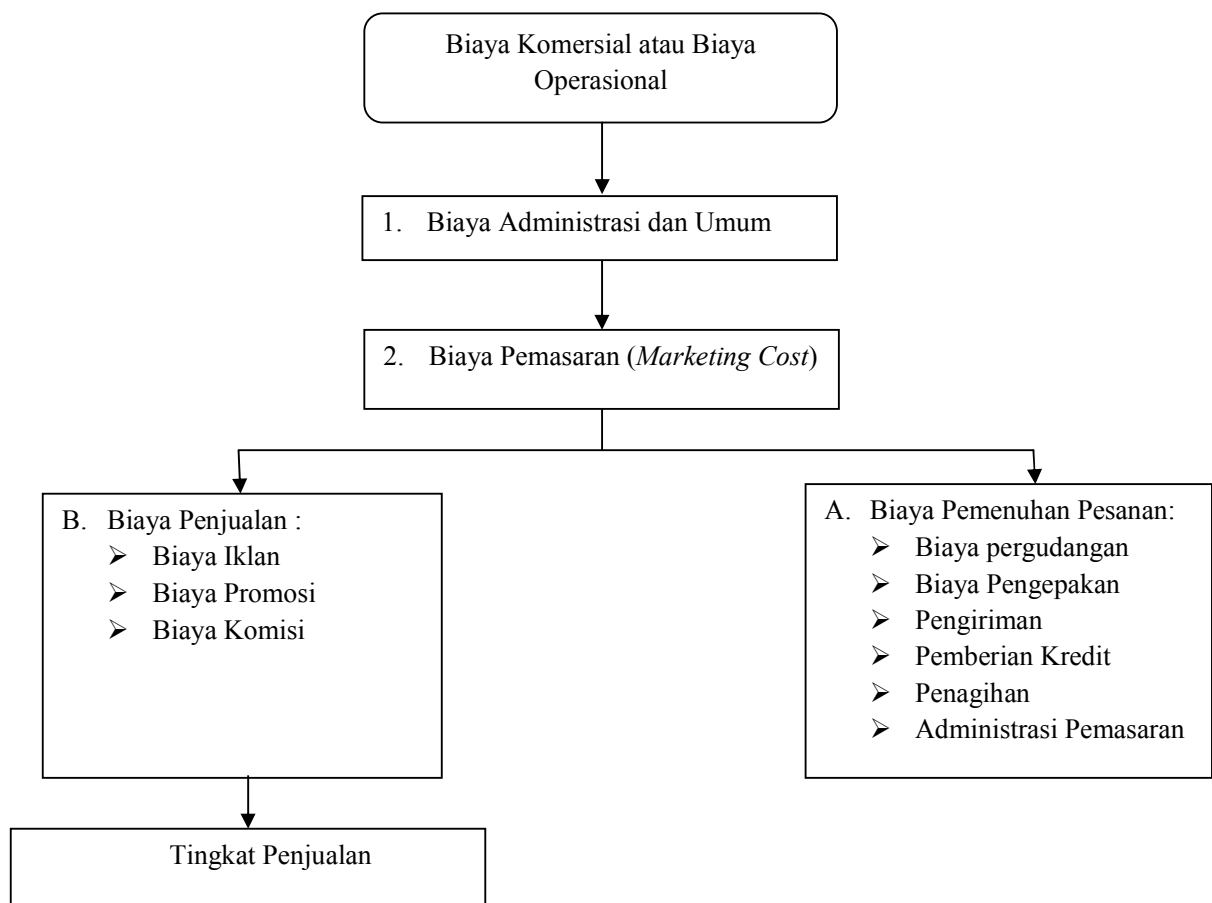 Biaya Komersial atau Biaya
Operasional
1. Biaya Administrasi dan Umum
2. Biaya Pemasaran (Marketing Cost)
B. Biaya Penjualan :
➢ Biaya Iklan
➢ Biaya Promosi
➢ Biaya Komisi
A. Biaya Pemenuhan Pesanan:
➢ Biaya pergudangan
➢ Biaya Pengepakan
➢ Pengiriman
➢ Pemberian Kredit
➢ Penagihan
➢ Administrasi Pemasaran
Tingkat Penjualan